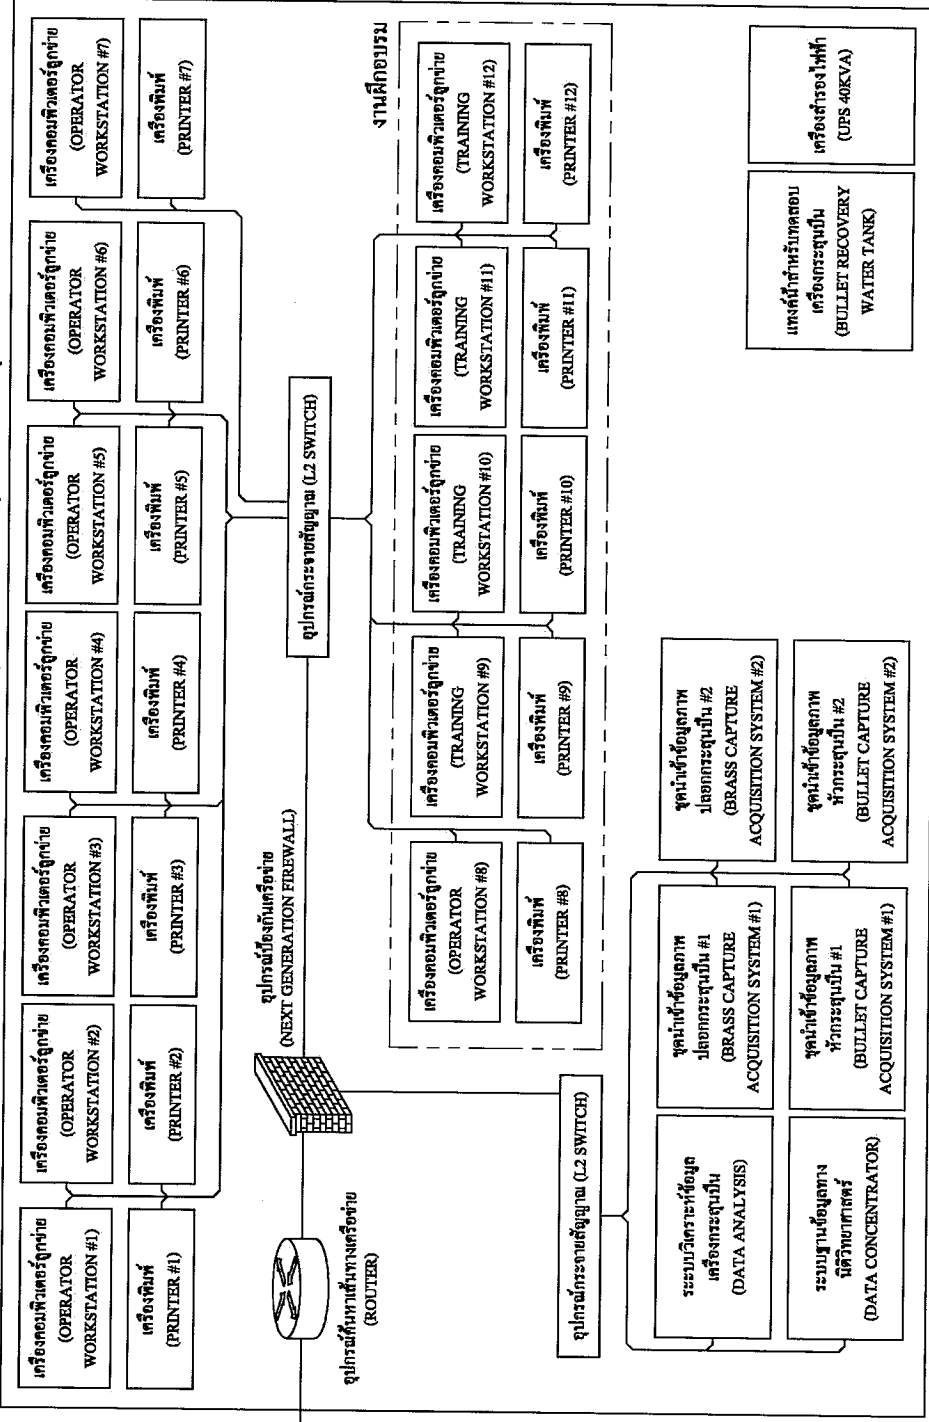 เครื่องคอมพิวเตอร์ลูกข่าย
(OPERATOR
WORKSTATION #1)
เครื่องคอมพิวเตอร์ลูกข่าย
(OPERATOR
WORKSTATION #2)
เครื่องคอมพิวเตอร์ลูกข่าย
(OPERATOR
WORKSTATION #3)
เครื่องคอมพิวเตอร์ลูกข่าย
(OPERATOR
WORKSTATION #4)
เครื่องคอมพิวเตอร์ลูกข่าย
(OPERATOR
WORKSTATION #5)
เครื่องคอมพิวเตอร์ลูกข่าย
(OPERATOR
WORKSTATION #6)
เครื่องคอมพิวเตอร์ลูกข่าย
(OPERATOR
WORKSTATION #7)
เครื่องพิมพ์
(PRINTER #1)
เครื่องพิมพ์
(PRINTER #2)
เครื่องพิมพ์
(PRINTER #3)
เครื่องพิมพ์
(PRINTER #4)
เครื่องพิมพ์
(PRINTER #5)
เครื่องพิมพ์
(PRINTER #6)
เครื่องพิมพ์
(PRINTER #7)
อุปกรณ์ค้นหาเส้นทางเครือข่าย
(ROUTER)
อุปกรณ์ป้องกันเครือข่าย
(NEXT GENERATION FIREWALL)
อุปกรณ์กระจายสัญญาณ (L2 SWITCH)
งานฝึกอบรม
เครื่องคอมพิวเตอร์ลูกข่าย
(OPERATOR
WORKSTATION #8)
เครื่องคอมพิวเตอร์ลูกข่าย
(TRAINING
WORKSTATION #9)
เครื่องคอมพิวเตอร์ลูกข่าย
(TRAINING
WORKSTATION #10)
เครื่องคอมพิวเตอร์ลูกข่าย
(TRAINING
WORKSTATION #11)
เครื่องคอมพิวเตอร์ลูกข่าย
(TRAINING
WORKSTATION #12)
เครื่องพิมพ์
(PRINTER #8)
เครื่องพิมพ์
(PRINTER #9)
เครื่องพิมพ์
(PRINTER #10)
เครื่องพิมพ์
(PRINTER #11)
เครื่องพิมพ์
(PRINTER #12)
อุปกรณ์กระจายสัญญาณ (L2 SWITCH)
ระะบบวิเคราะห์ข้อมูล
เครื่องกระสุนปืน
(DATA ANALYSIS)
ชุดนำเข้าข้อมูลภาพ
ปลอกกระสุนปืน #1
(BRASS CAPTURE
ACQUISITION SYSTEM #1)
ชุดนำเข้าข้อมูลภาพ
ปลอกกระสุนปืน #2
(BRASS CAPTURE
ACQUISITION SYSTEM #2)
ระบบฐานข้อมูลทาง
นิติวิทยาศาสตร์
(DATA CONCENTRATOR)
ชุดนำเข้าข้อมูลภาพ
หัวกระสุนปืน #1
(BULLET CAPTURE
ACQUISITION SYSTEM #1)
ชุดนำเข้าข้อมูลภาพ
หัวกระสุนปืน #2
(BULLET CAPTURE
ACQUISITION SYSTEM #2)
แทงค์น้ำสำหรับทดสอบ
เครื่องกระสุนปืน
(BULLET RECOVERY
WATER TANK)
เครื่องสำรองไฟฟ้า
(UPS 40KVA)